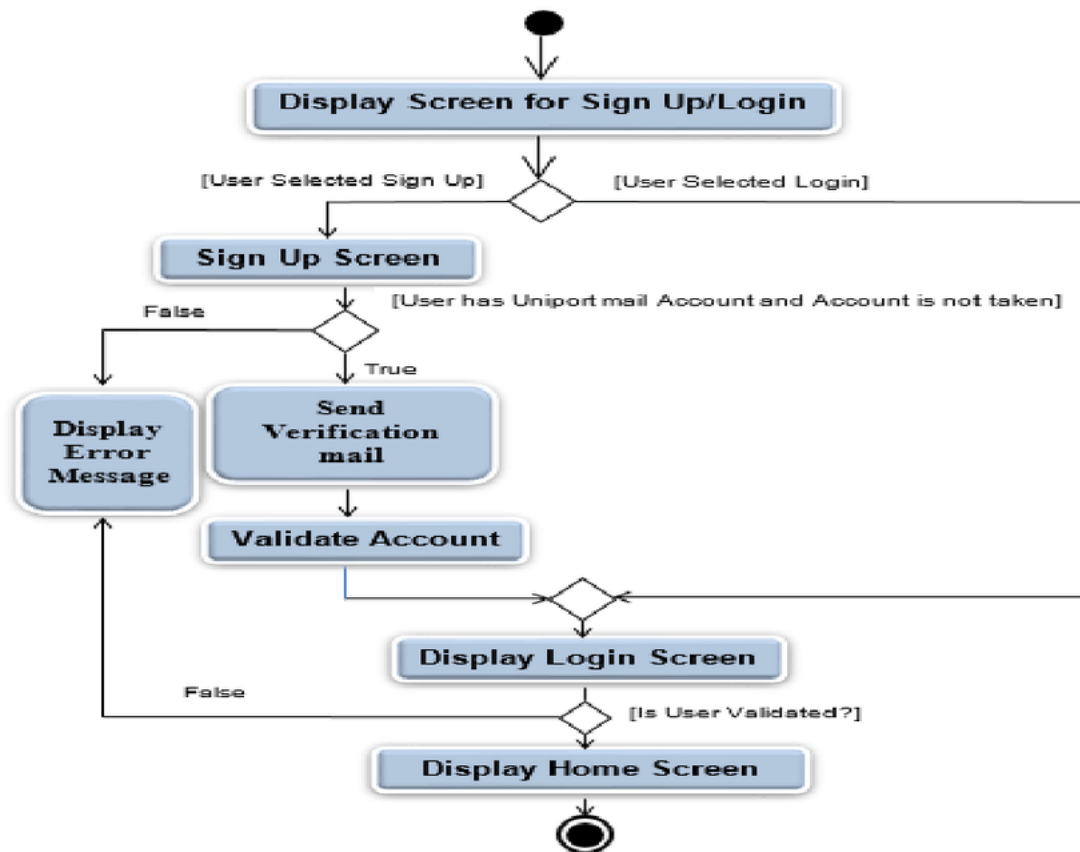 Display Screen for Sign Up/Login
[User Selected Sign Up]
[User Selected Login]
Sign Up Screen
[User has Uniport mail Account and Account is not taken]
False
True
Display
Error
Message
Send
Verification
mail
Validate Account
Display Login Screen
False
[Is User Validated?]
Display Home Screen